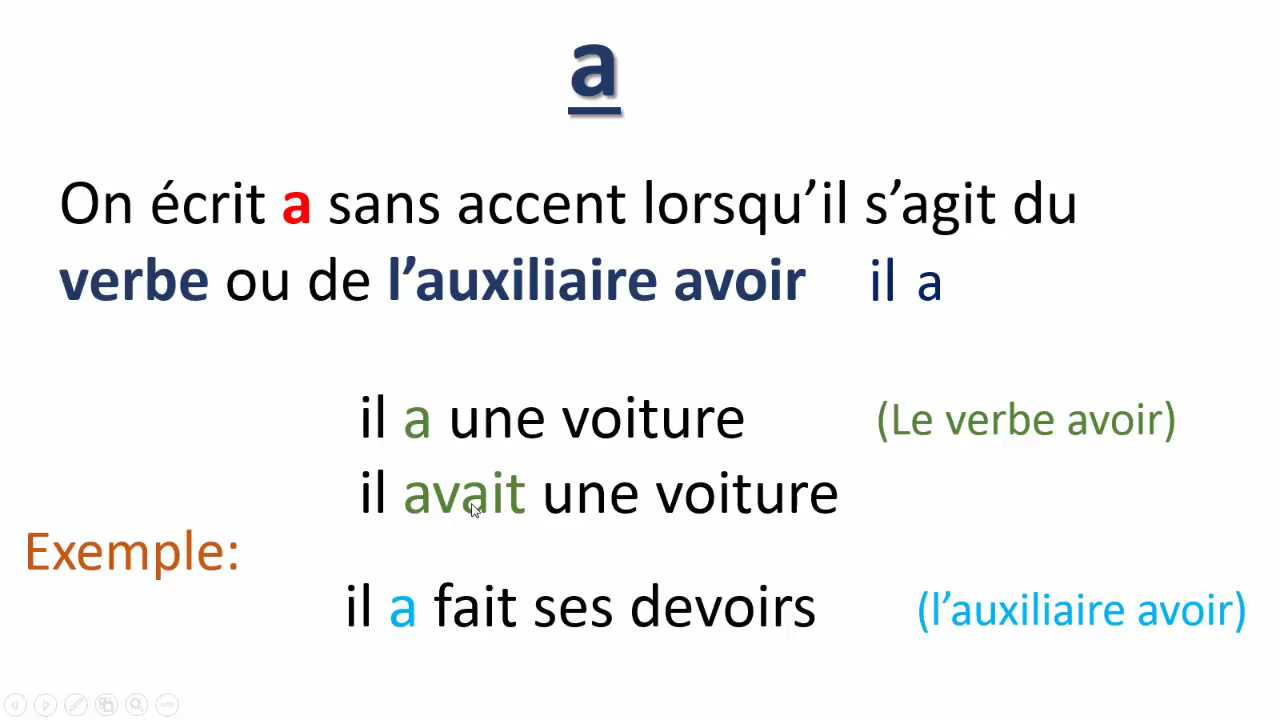 a
On écrit a sans accent lorsqu’il s’agit du
verbe ou de l’auxiliaire avoir il a
il a une voiture (Le verbe avoir)
il avait une voiture
Exemple:
il a fait ses devoirs (l’auxiliaire avoir)